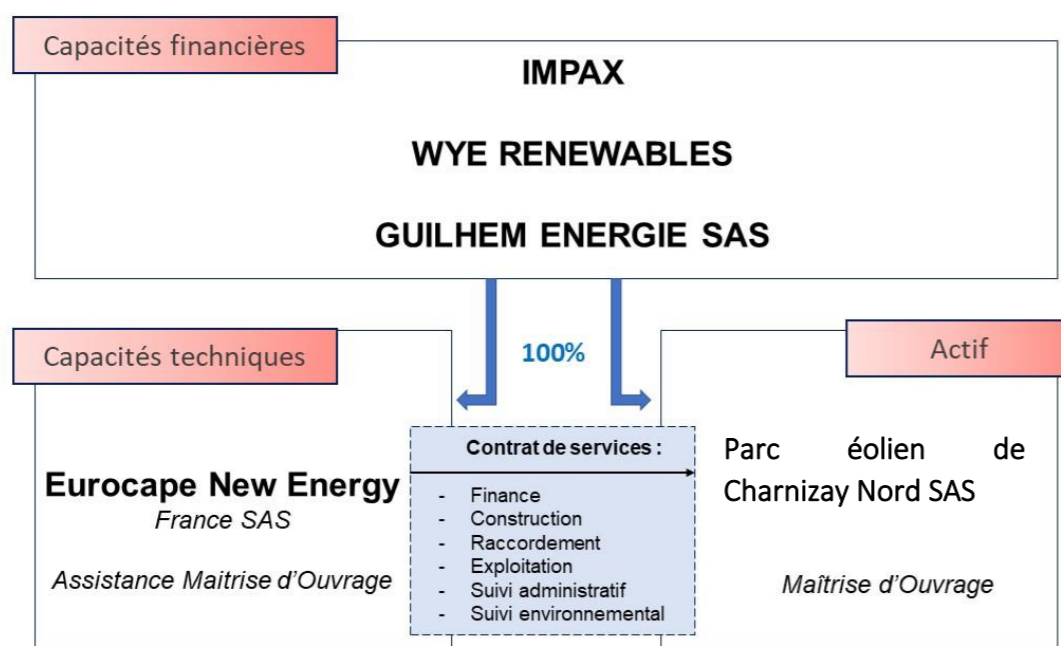 Capacités financières
IMPAX
WYE RENEWABLES
GUILHEM ENERGIE SAS
Capacités techniques
100%
Actif
Eurocape New Energy
France SAS
Assistance Maitrise d'Ouvrage
Contrat de services :
- Finance
- Construction
- Raccordement
- Exploitation
- Suivi administratif
- Suivi environnemental
Parc éolien de
Charnizay Nord SAS
Maîtrise d'Ouvrage